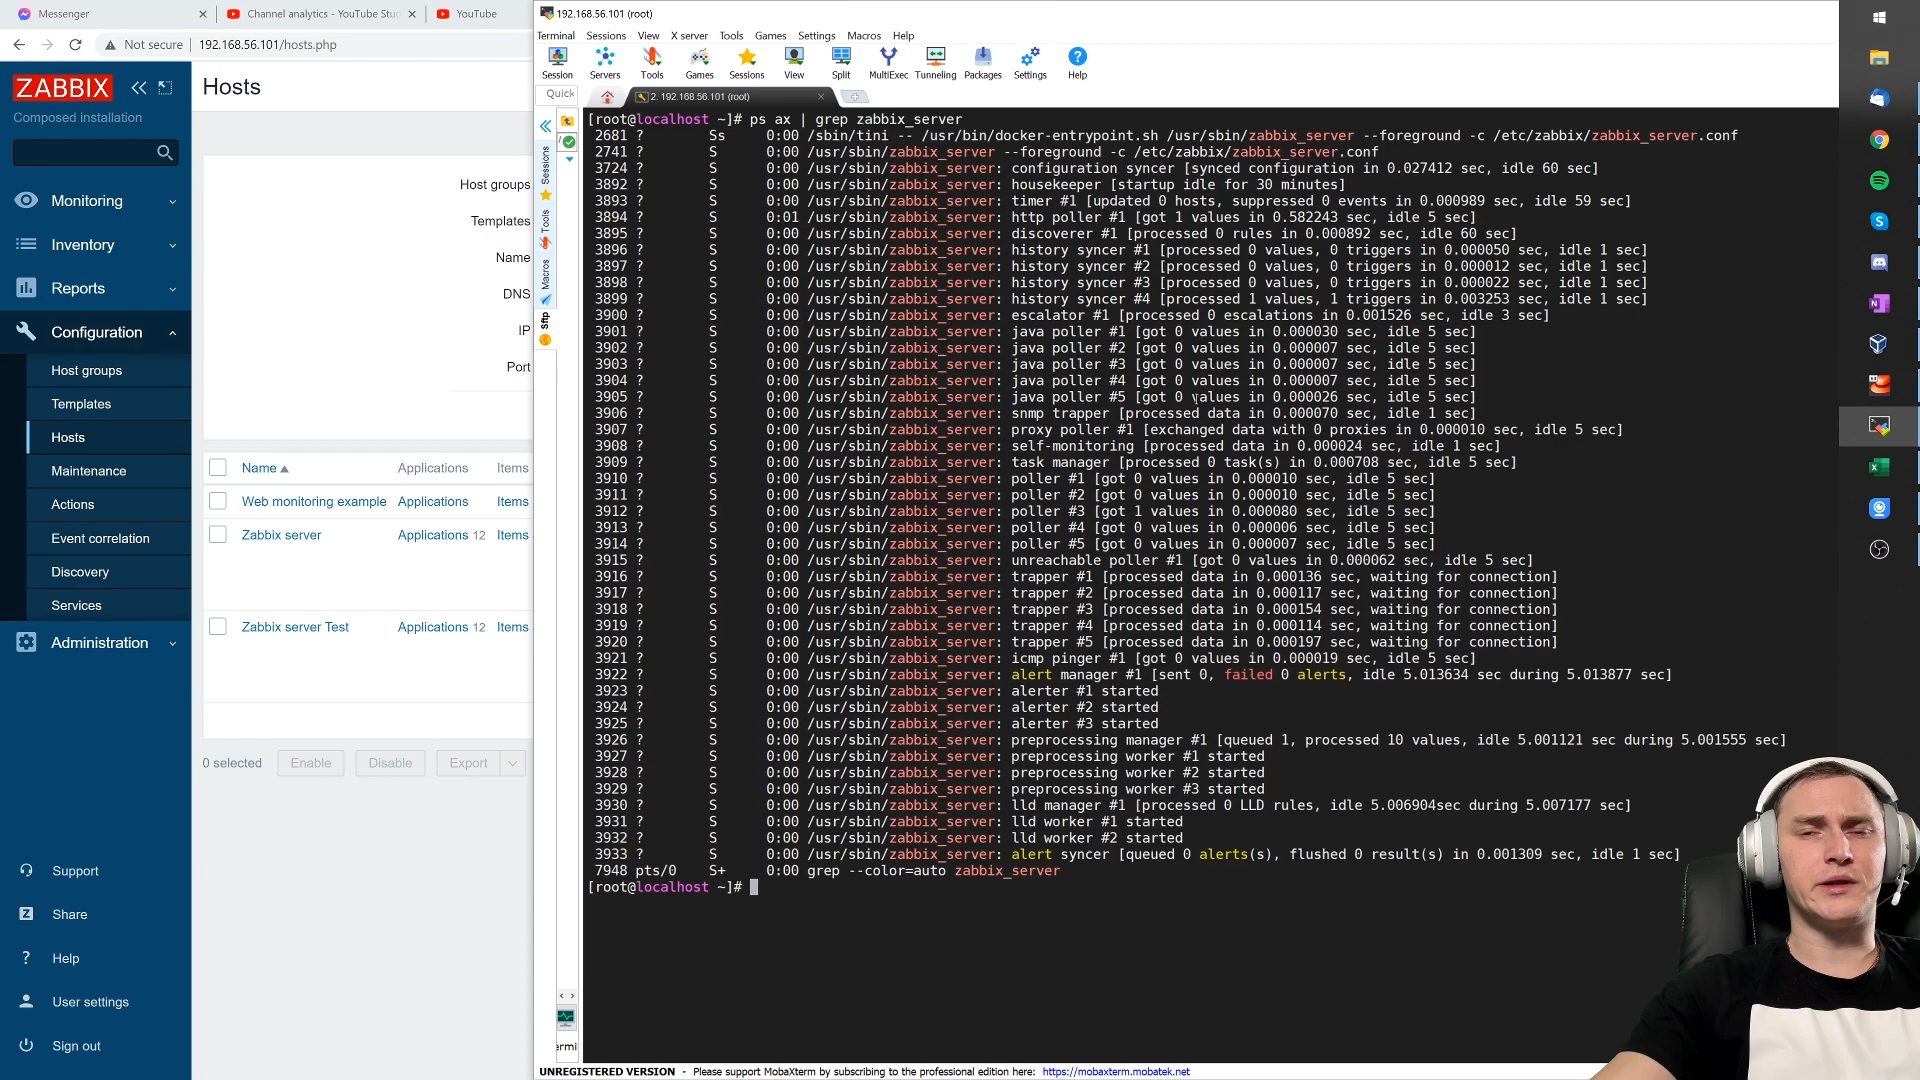 Messenger
Channel analytics - YouTube Stu
YouTube
Not secure
192.168.56.101/hosts.php
ZABBIX
Composed installation
Monitoring
Inventory
Reports
Configuration
Host groups
Templates
Hosts
Maintenance
Actions
Event correlation
Discovery
Services
Administration
Support
Share
Help
User settings
Sign out
Hosts
Host groups
Templates
Name
DNS
IP
Port
Name Applications Items
Web monitoring example Applications Items
Zabbix server Applications 12 Items
Zabbix server Test Applications 12 Items
0 selected Enable Disable Export
192.168.56.101 (root)
Terminal Sessions View X server Tools Games Settings Macros Help
Session Servers Tools Games Sessions View Split MultiExec Tunneling Packages Settings Help
Quick
2. 192.168.56.101 (root)
Sessions
Tools
Macros
Sftp
[root@localhost ~]# ps ax | grep zabbix_server
2681 ? Ss 0:00 /sbin/tini -- /usr/bin/docker-entrypoint.sh /usr/sbin/zabbix_server --foreground -c /etc/zabbix/zabbix_server.conf
2741 ? S 0:00 /usr/sbin/zabbix_server --foreground -c /etc/zabbix/zabbix_server.conf
3724 ? S 0:00 /usr/sbin/zabbix_server: configuration syncer [synced configuration in 0.027412 sec, idle 60 sec]
3892 ? S 0:00 /usr/sbin/zabbix_server: housekeeper [startup idle for 30 minutes]
3893 ? S 0:00 /usr/sbin/zabbix_server: timer #1 [updated 0 hosts, suppressed 0 events in 0.000989 sec, idle 59 sec]
3894 ? S 0:01 /usr/sbin/zabbix_server: http poller #1 [got 1 values in 0.582243 sec, idle 5 sec]
3895 ? S 0:00 /usr/sbin/zabbix_server: discoverer #1 [processed 0 rules in 0.000892 sec, idle 60 sec]
3896 ? S 0:00 /usr/sbin/zabbix_server: history syncer #1 [processed 0 values, 0 triggers in 0.000050 sec, idle 1 sec]
3897 ? S 0:00 /usr/sbin/zabbix_server: history syncer #2 [processed 0 values, 0 triggers in 0.000012 sec, idle 1 sec]
3898 ? S 0:00 /usr/sbin/zabbix_server: history syncer #3 [processed 0 values, 0 triggers in 0.000022 sec, idle 1 sec]
3899 ? S 0:00 /usr/sbin/zabbix_server: history syncer #4 [processed 1 values, 1 triggers in 0.003253 sec, idle 1 sec]
3900 ? S 0:00 /usr/sbin/zabbix_server: escalator #1 [processed 0 escalations in 0.001526 sec, idle 3 sec]
3901 ? S 0:00 /usr/sbin/zabbix_server: java poller #1 [got 0 values in 0.000030 sec, idle 5 sec]
3902 ? S 0:00 /usr/sbin/zabbix_server: java poller #2 [got 0 values in 0.000007 sec, idle 5 sec]
3903 ? S 0:00 /usr/sbin/zabbix_server: java poller #3 [got 0 values in 0.000007 sec, idle 5 sec]
3904 ? S 0:00 /usr/sbin/zabbix_server: java poller #4 [got 0 values in 0.000007 sec, idle 5 sec]
3905 ? S 0:00 /usr/sbin/zabbix_server: java poller #5 [got 0 values in 0.000026 sec, idle 5 sec]
3906 ? S 0:00 /usr/sbin/zabbix_server: snmp trapper [processed data in 0.000070 sec, idle 1 sec]
3907 ? S 0:00 /usr/sbin/zabbix_server: proxy poller #1 [exchanged data with 0 proxies in 0.000010 sec, idle 5 sec]
3908 ? S 0:00 /usr/sbin/zabbix_server: self-monitoring [processed data in 0.000024 sec, idle 1 sec]
3909 ? S 0:00 /usr/sbin/zabbix_server: task manager [processed 0 task(s) in 0.000708 sec, idle 5 sec]
3910 ? S 0:00 /usr/sbin/zabbix_server: poller #1 [got 0 values in 0.000010 sec, idle 5 sec]
3911 ? S 0:00 /usr/sbin/zabbix_server: poller #2 [got 0 values in 0.000010 sec, idle 5 sec]
3912 ? S 0:00 /usr/sbin/zabbix_server: poller #3 [got 1 values in 0.000080 sec, idle 5 sec]
3913 ? S 0:00 /usr/sbin/zabbix_server: poller #4 [got 0 values in 0.000006 sec, idle 5 sec]
3914 ? S 0:00 /usr/sbin/zabbix_server: poller #5 [got 0 values in 0.000007 sec, idle 5 sec]
3915 ? S 0:00 /usr/sbin/zabbix_server: unreachable poller #1 [got 0 values in 0.000062 sec, idle 5 sec]
3916 ? S 0:00 /usr/sbin/zabbix_server: trapper #1 [processed data in 0.000136 sec, waiting for connection]
3917 ? S 0:00 /usr/sbin/zabbix_server: trapper #2 [processed data in 0.000117 sec, waiting for connection]
3918 ? S 0:00 /usr/sbin/zabbix_server: trapper #3 [processed data in 0.000154 sec, waiting for connection]
3919 ? S 0:00 /usr/sbin/zabbix_server: trapper #4 [processed data in 0.000114 sec, waiting for connection]
3920 ? S 0:00 /usr/sbin/zabbix_server: trapper #5 [processed data in 0.000197 sec, waiting for connection]
3921 ? S 0:00 /usr/sbin/zabbix_server: icmp pinger #1 [got 0 values in 0.000019 sec, idle 5 sec]
3922 ? S 0:00 /usr/sbin/zabbix_server: alert manager #1 [sent 0, failed 0 alerts, idle 5.013634 sec during 5.013877 sec]
3923 ? S 0:00 /usr/sbin/zabbix_server: alerter #1 started
3924 ? S 0:00 /usr/sbin/zabbix_server: alerter #2 started
3925 ? S 0:00 /usr/sbin/zabbix_server: alerter #3 started
3926 ? S 0:00 /usr/sbin/zabbix_server: preprocessing manager #1 [queued 1, processed 10 values, idle 5.001121 sec during 5.001555 sec]
3927 ? S 0:00 /usr/sbin/zabbix_server: preprocessing worker #1 started
3928 ? S 0:00 /usr/sbin/zabbix_server: preprocessing worker #2 started
3929 ? S 0:00 /usr/sbin/zabbix_server: preprocessing worker #3 started
3930 ? S 0:00 /usr/sbin/zabbix_server: lld manager #1 [processed 0 LLD rules, idle 5.006904sec during 5.007177 sec]
3931 ? S 0:00 /usr/sbin/zabbix_server: lld worker #1 started
3932 ? S 0:00 /usr/sbin/zabbix_server: lld worker #2 started
3933 ? S 0:00 /usr/sbin/zabbix_server: alert syncer [queued 0 alerts(s), flushed 0 result(s) in 0.001309 sec, idle 1 sec]
7948 pts/0 S+ 0:00 grep --color=auto zabbix_server
[root@localhost ~]#
ermi
UNREGISTERED VERSION - Please support MobaXterm by subscribing to the professional edition here: https://mobaxterm.mobatek.net